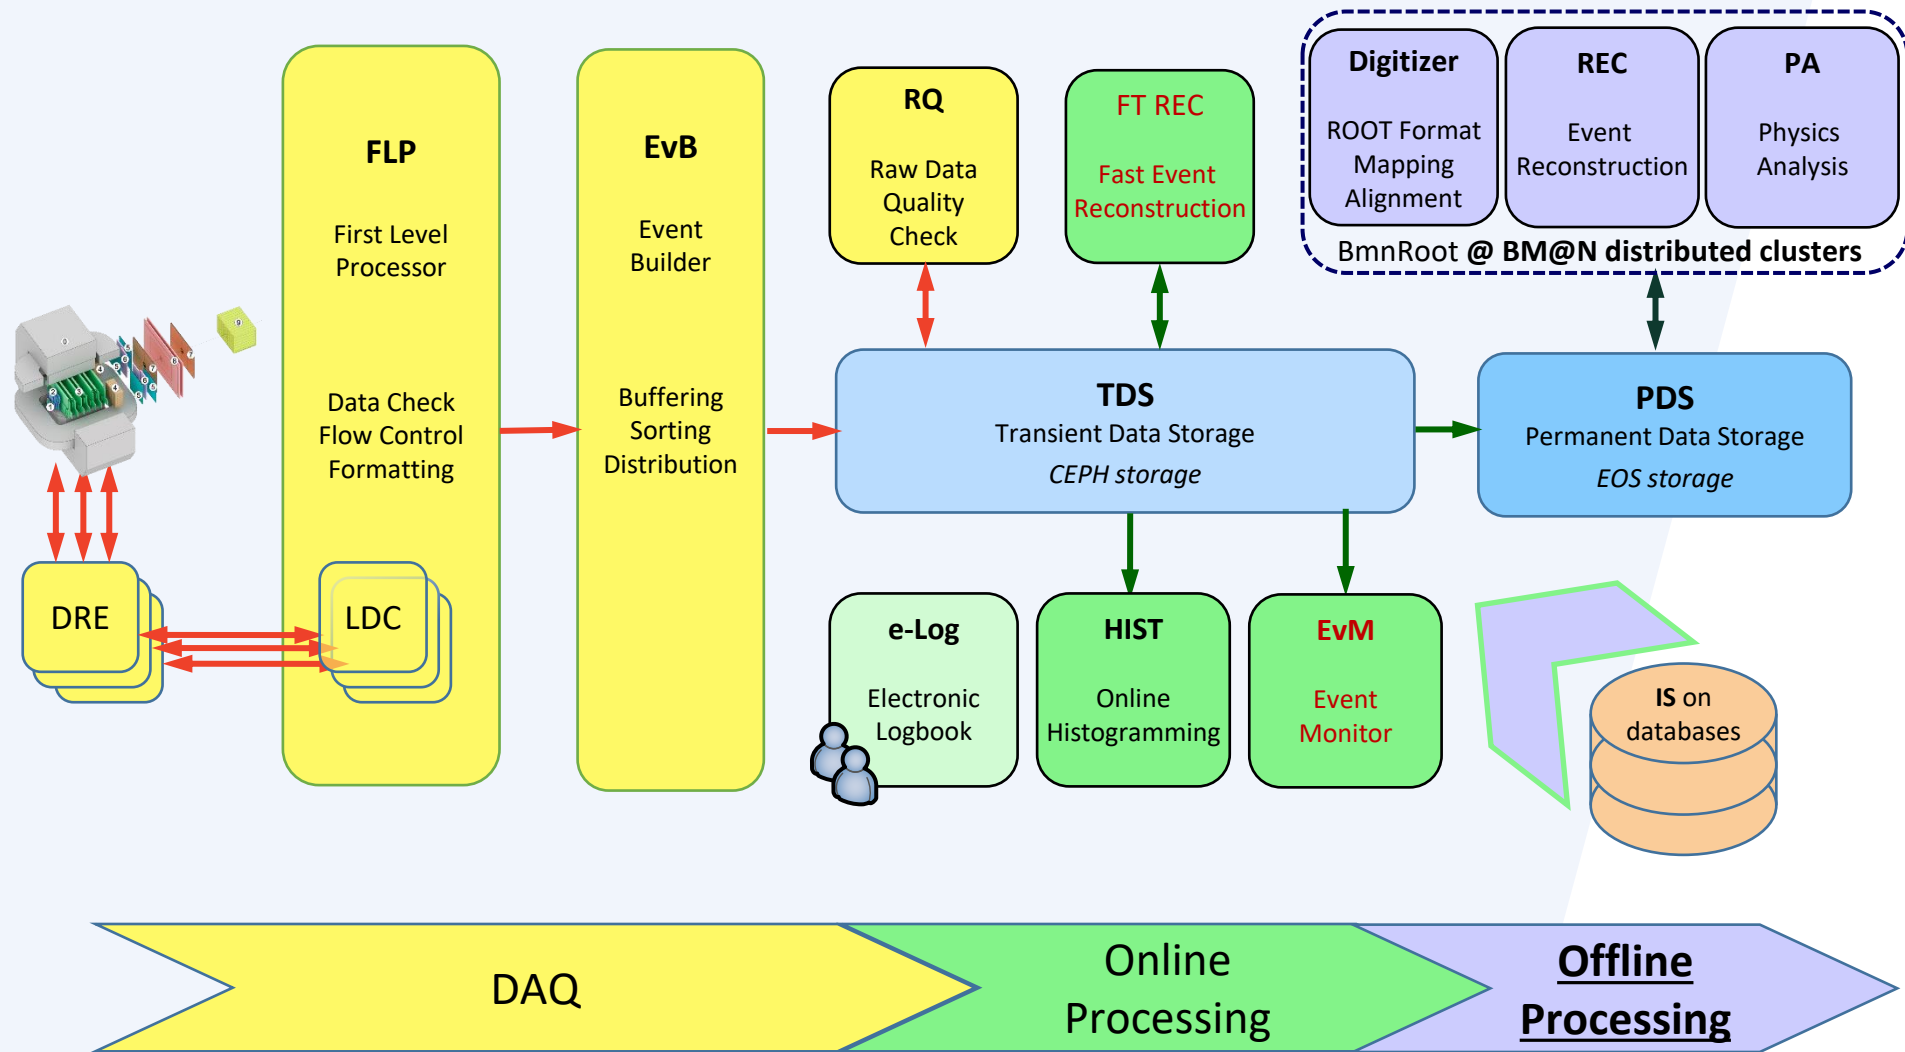 FLP
First Level
Processor
Data Check
Flow Control
Formatting
DRE
LDC
EvB
Event
Builder
Buffering
Sorting
Distribution
RQ
Raw Data
Quality
Check
FT REC
Fast Event
Reconstruction
Digitizer
ROOT Format
Mapping
Alignment
REC
Event
Reconstruction
PA
Physics
Analysis
BmnRoot @ BM@N distributed clusters
TDS
Transient Data Storage
CEPH storage
PDS
Permanent Data Storage
EOS storage
e-Log
Electronic
Logbook
HIST
Online
Histogramming
EvM
Event
Monitor
IS on
databases
DAQ
Online
Processing
Offline
Processing